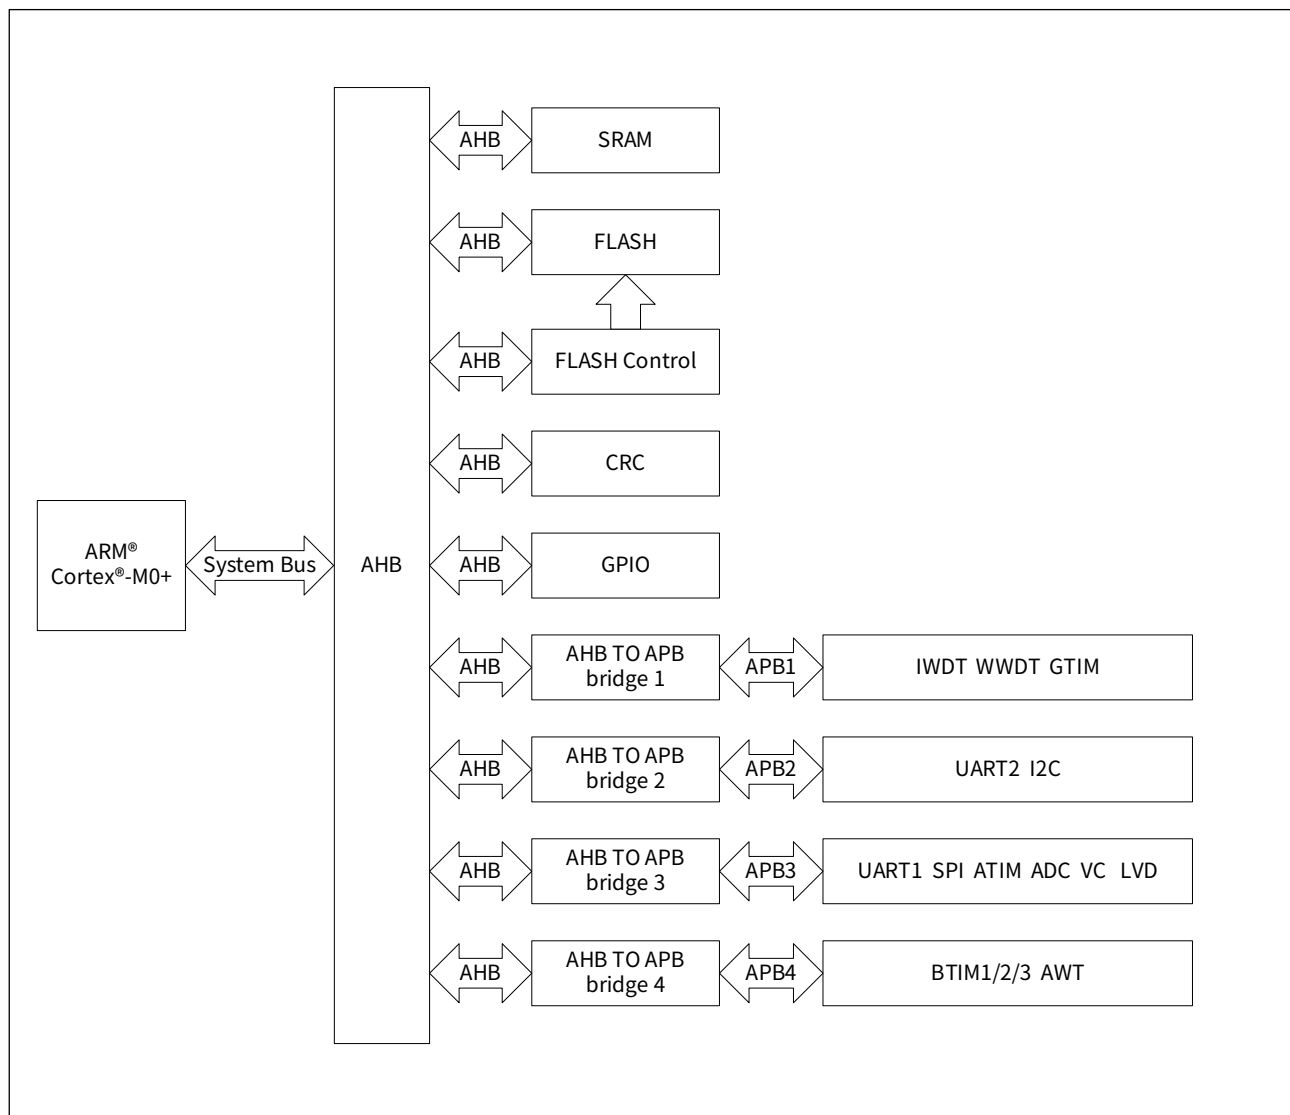 AHB
SRAM
AHB
FLASH
AHB
FLASH Control
AHB
CRC
ARM®
Cortex®-M0+
System Bus
AHB
AHB
GPIO
AHB
AHB TO APB
bridge 1
APB1
IWDT WWDT GTIM
AHB
AHB TO APB
bridge 2
APB2
UART2 I2C
AHB
AHB TO APB
bridge 3
APB3
UART1 SPI ATIM ADC VC LVD
AHB
AHB TO APB
bridge 4
APB4
BTIM1/2/3 AWT